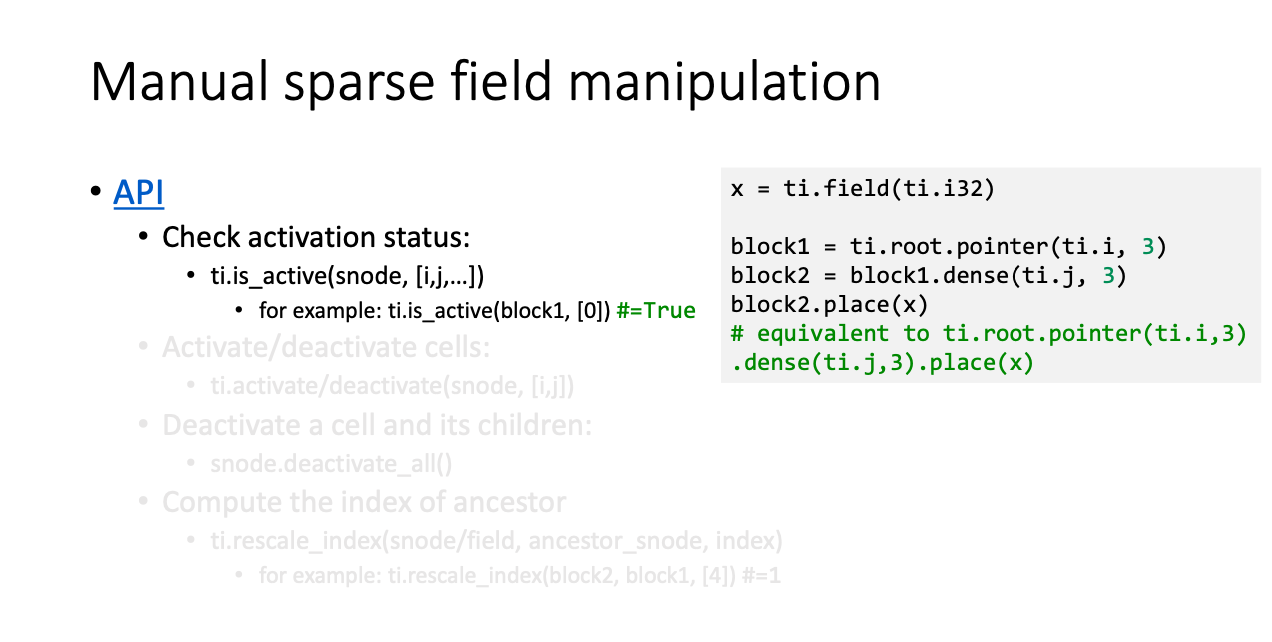 Manual sparse field manipulation
• API
• Check activation status:
• ti.is_active(snode, [i,j,...])
• for example: ti.is_active(block1, [0]) #=True
• Activate/deactivate cells:
• ti.activate/deactivate(snode, [i,j])
• Deactivate a cell and its children:
• snode.deactivate_all()
• Compute the index of ancestor
• ti.rescale_index(snode/field, ancestor_snode, index)
• for example: ti.rescale_index(block2, block1, [4]) #=1
x = ti.field(ti.i32)
block1 = ti.root.pointer(ti.i, 3)
block2 = block1.dense(ti.j, 3)
block2.place(x)
# equivalent to ti.root.pointer(ti.i,3)
.dense(ti.j,3).place(x)